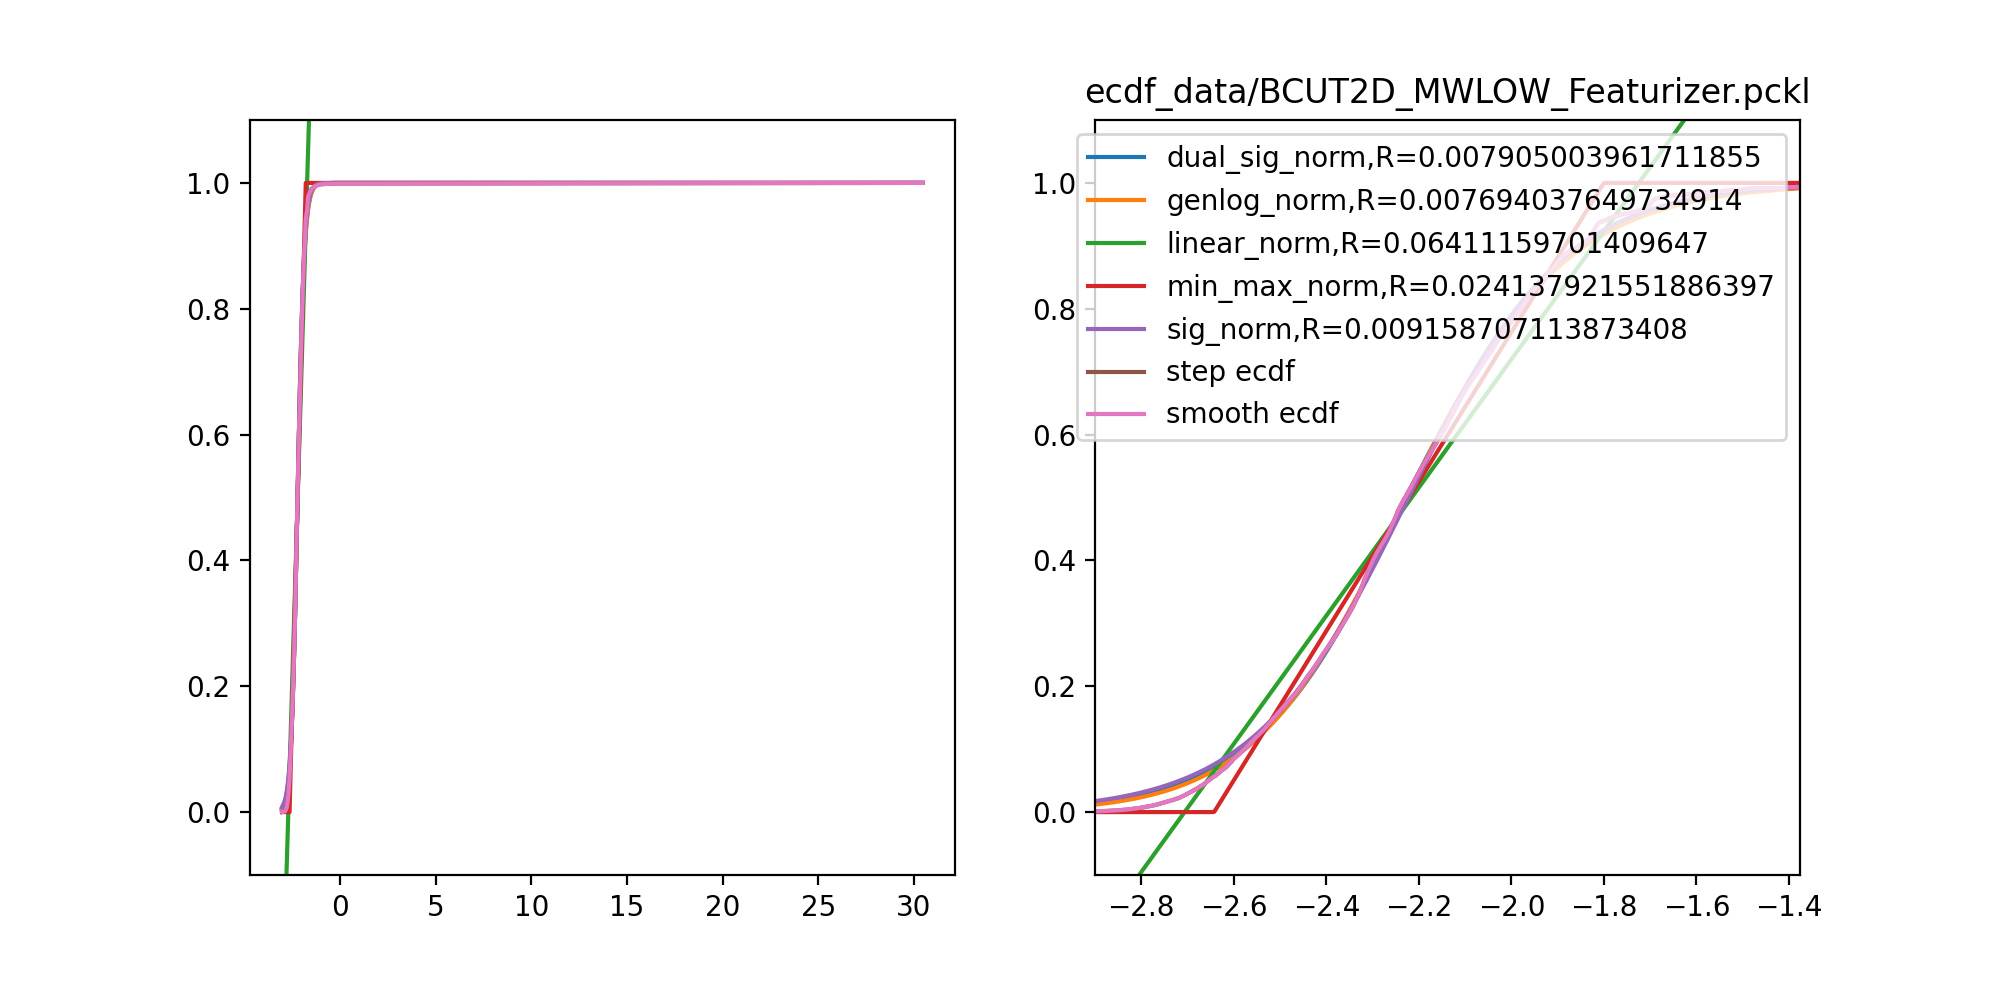 ecdf_data/BCUT2D_MWLOW_Featurizer.pckl
1.0
0.8
0.6
0.4
0.2
0.0
0 5 10 15 20 25 30
dual_sig_norm,R=0.007905003961711855
genlog_norm,R=0.007694037649734914
linear_norm,R=0.06411159701409647
min_max_norm,R=0.024137921551886397
sig_norm,R=0.009158707113873408
step ecdf
smooth ecdf
1.0
0.8
0.6
0.4
0.2
0.0
−2.8 −2.6 −2.4 −2.2 −2.0 −1.8 −1.6 −1.4